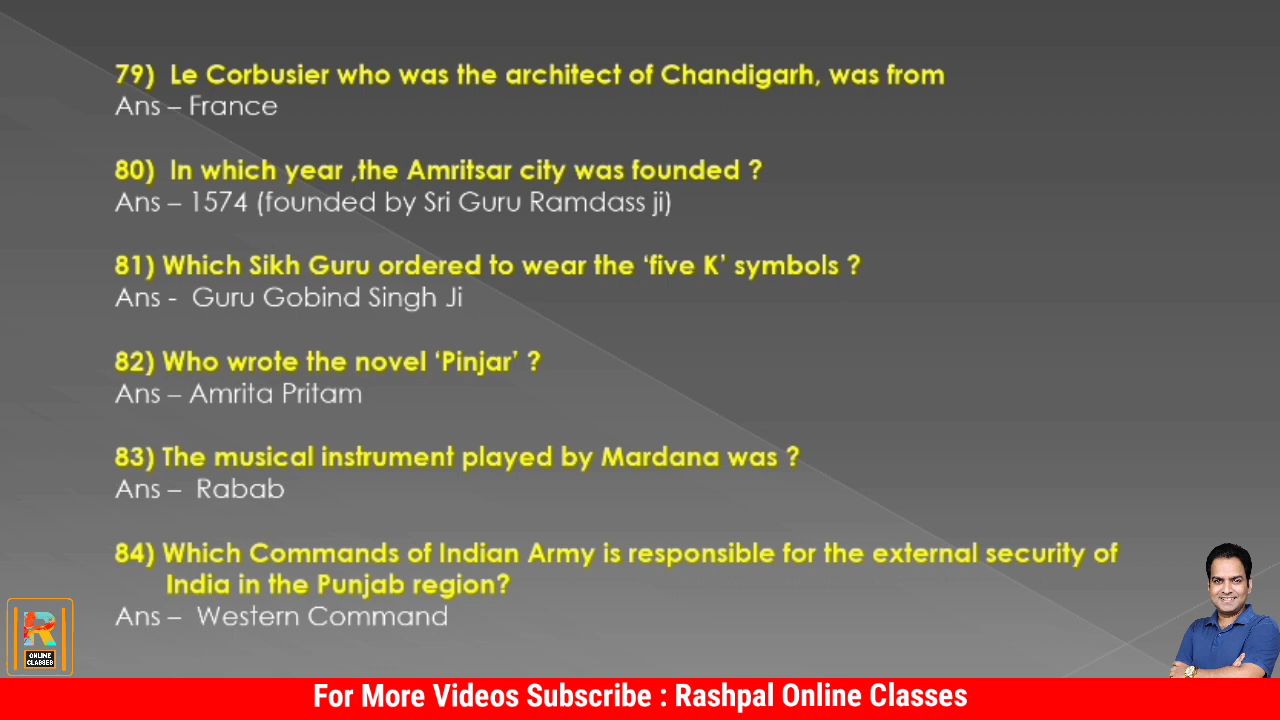 79) Le Corbusier who was the architect of Chandigarh, was from
Ans – France
80) In which year ,the Amritsar city was founded ?
Ans – 1574 (founded by Sri Guru Ramdass ji)
81) Which Sikh Guru ordered to wear the ‘five K’ symbols ?
Ans - Guru Gobind Singh Ji
82) Who wrote the novel ‘Pinjar’ ?
Ans – Amrita Pritam
83) The musical instrument played by Mardana was ?
Ans – Rabab
84) Which Commands of Indian Army is responsible for the external security of
India in the Punjab region?
Ans – Western Command
R
ONLINE
CLASSES
For More Videos Subscribe : Rashpal Online Classes